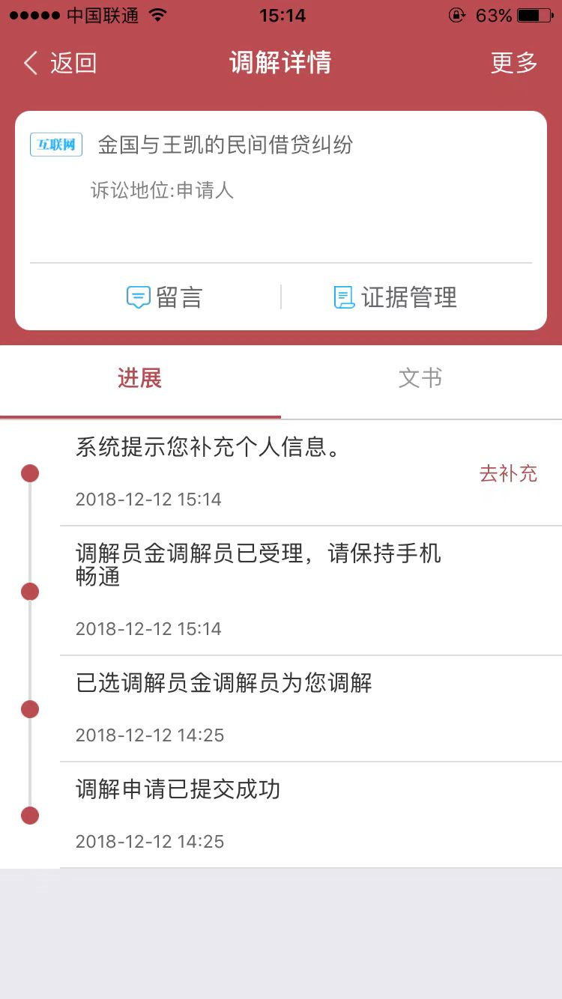 中国联通
15:14
63%
返回
调解详情
更多
互联网
金国与王凯的民间借贷纠纷
诉讼地位:申请人
留言
证据管理
进展
文书
系统提示您补充个人信息。
去补充
2018-12-12 15:14
调解员金调解员已受理，请保持手机
畅通
2018-12-12 15:14
已选调解员金调解员为您调解
2018-12-12 14:25
调解申请已提交成功
2018-12-12 14:25